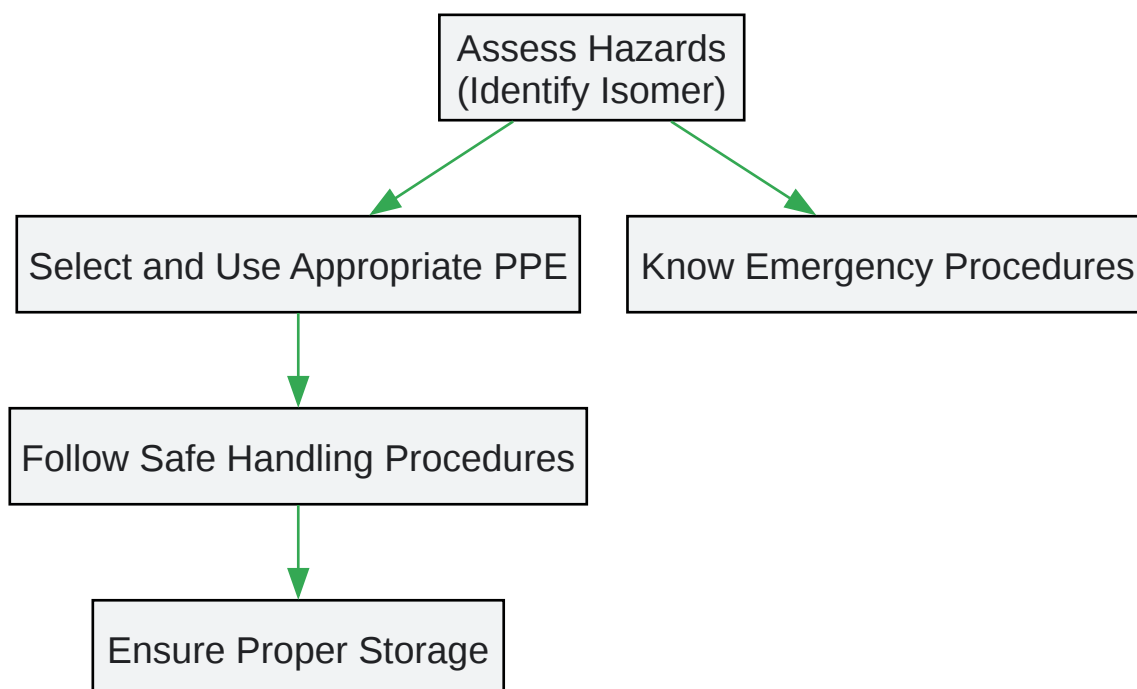 Assess Hazards
(Identify Isomer)
Select and Use Appropriate PPE
Know Emergency Procedures
Follow Safe Handling Procedures
Ensure Proper Storage